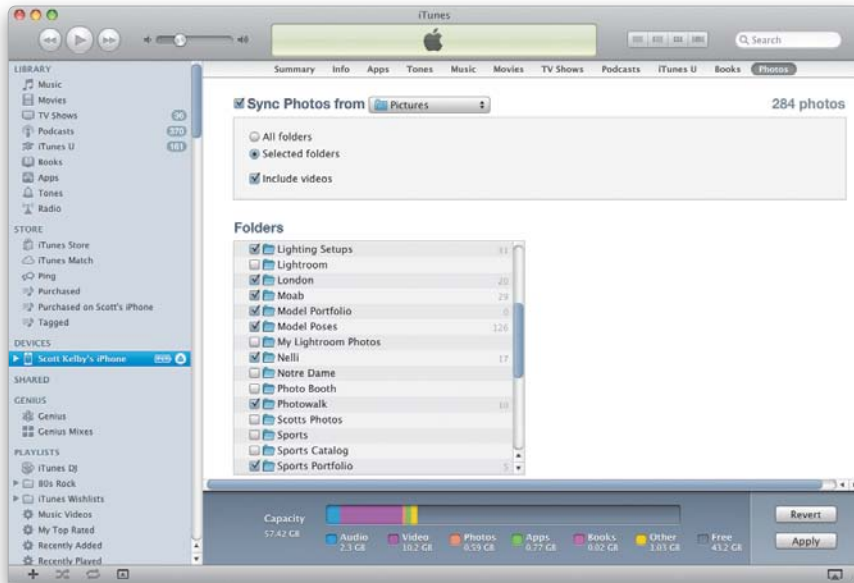 iTunes
Search
Summary Info Apps Tones Music Movies TV Shows Podcasts iTunes U Books Photos
LIBRARY
Music
Movies
TV Shows 36
Podcasts 370
iTunes U 161
Books
Apps
Tones
Radio
STORE
iTunes Store
iTunes Match
Ping
Purchased
Purchased on Scott's iPhone
Tagged
DEVICES
Scott Kelby's iPhone
SHARED
GENIUS
Genius
Genius Mixes
PLAYLISTS
iTunes DJ
80s Rock
iTunes Wishlists
Music Videos
My Top Rated
Recently Added
Recently Played
Sync Photos from Pictures 284 photos
All folders
Selected folders
Include videos
Folders
Lighting Setups 11
Lightroom
London 20
Moab 29
Model Portfolio 0
Model Poses 126
My Lightroom Photos
Nelli 17
Notre Dame
Photo Booth
Photowalk 10
Scotts Photos
Sports
Sports Catalog
Sports Portfolio 5
Capacity
57.42 GB
Audio
2.3 GB
Video
10.2 GB
Photos
0.59 GB
Apps
0.77 GB
Books
0.02 GB
Other
1.03 GB
Free
43.2 GB
Revert
Apply